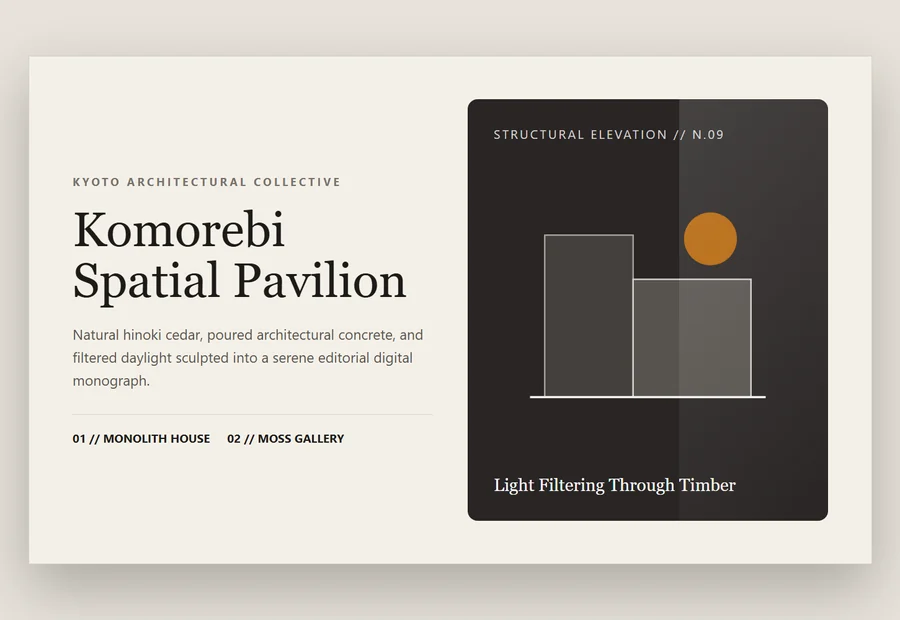 KYOTO ARCHITECTURAL COLLECTIVE
Komorebi
Spatial Pavilion
Natural hinoki cedar, poured architectural concrete, and
filtered daylight sculpted into a serene editorial digital
monograph.
01 // MONOLITH HOUSE 02 // MOSS GALLERY
STRUCTURAL ELEVATION // N.09
Light Filtering Through Timber